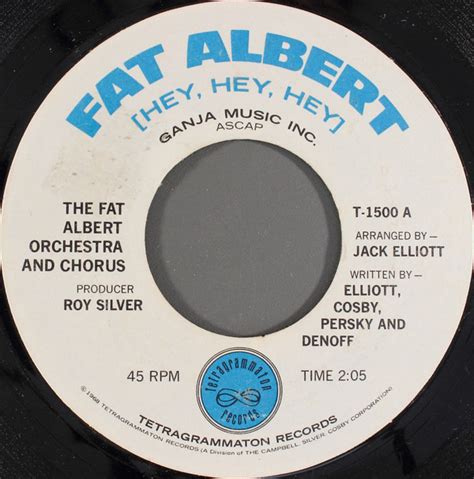 FAT ALBERT
[HEY, HEY, HEY]
GANJA MUSIC INC.
ASCAP
THE FAT
ALBERT
ORCHESTRA
AND CHORUS
PRODUCER
ROY SILVER
T-1500 A
ARRANGED BY—
JACK ELLIOTT
WRITTEN BY—
ELLIOTT,
COSBY,
PERSKY AND
DENOFF
45 RPM
TIME 2:05
tetragrammaton
records
©1968 TETRAGRAMMATON RECORDS
TETRAGRAMMATON RECORDS
(A Division of THE CAMPBELL, SILVER, COSBY CORPORATION)